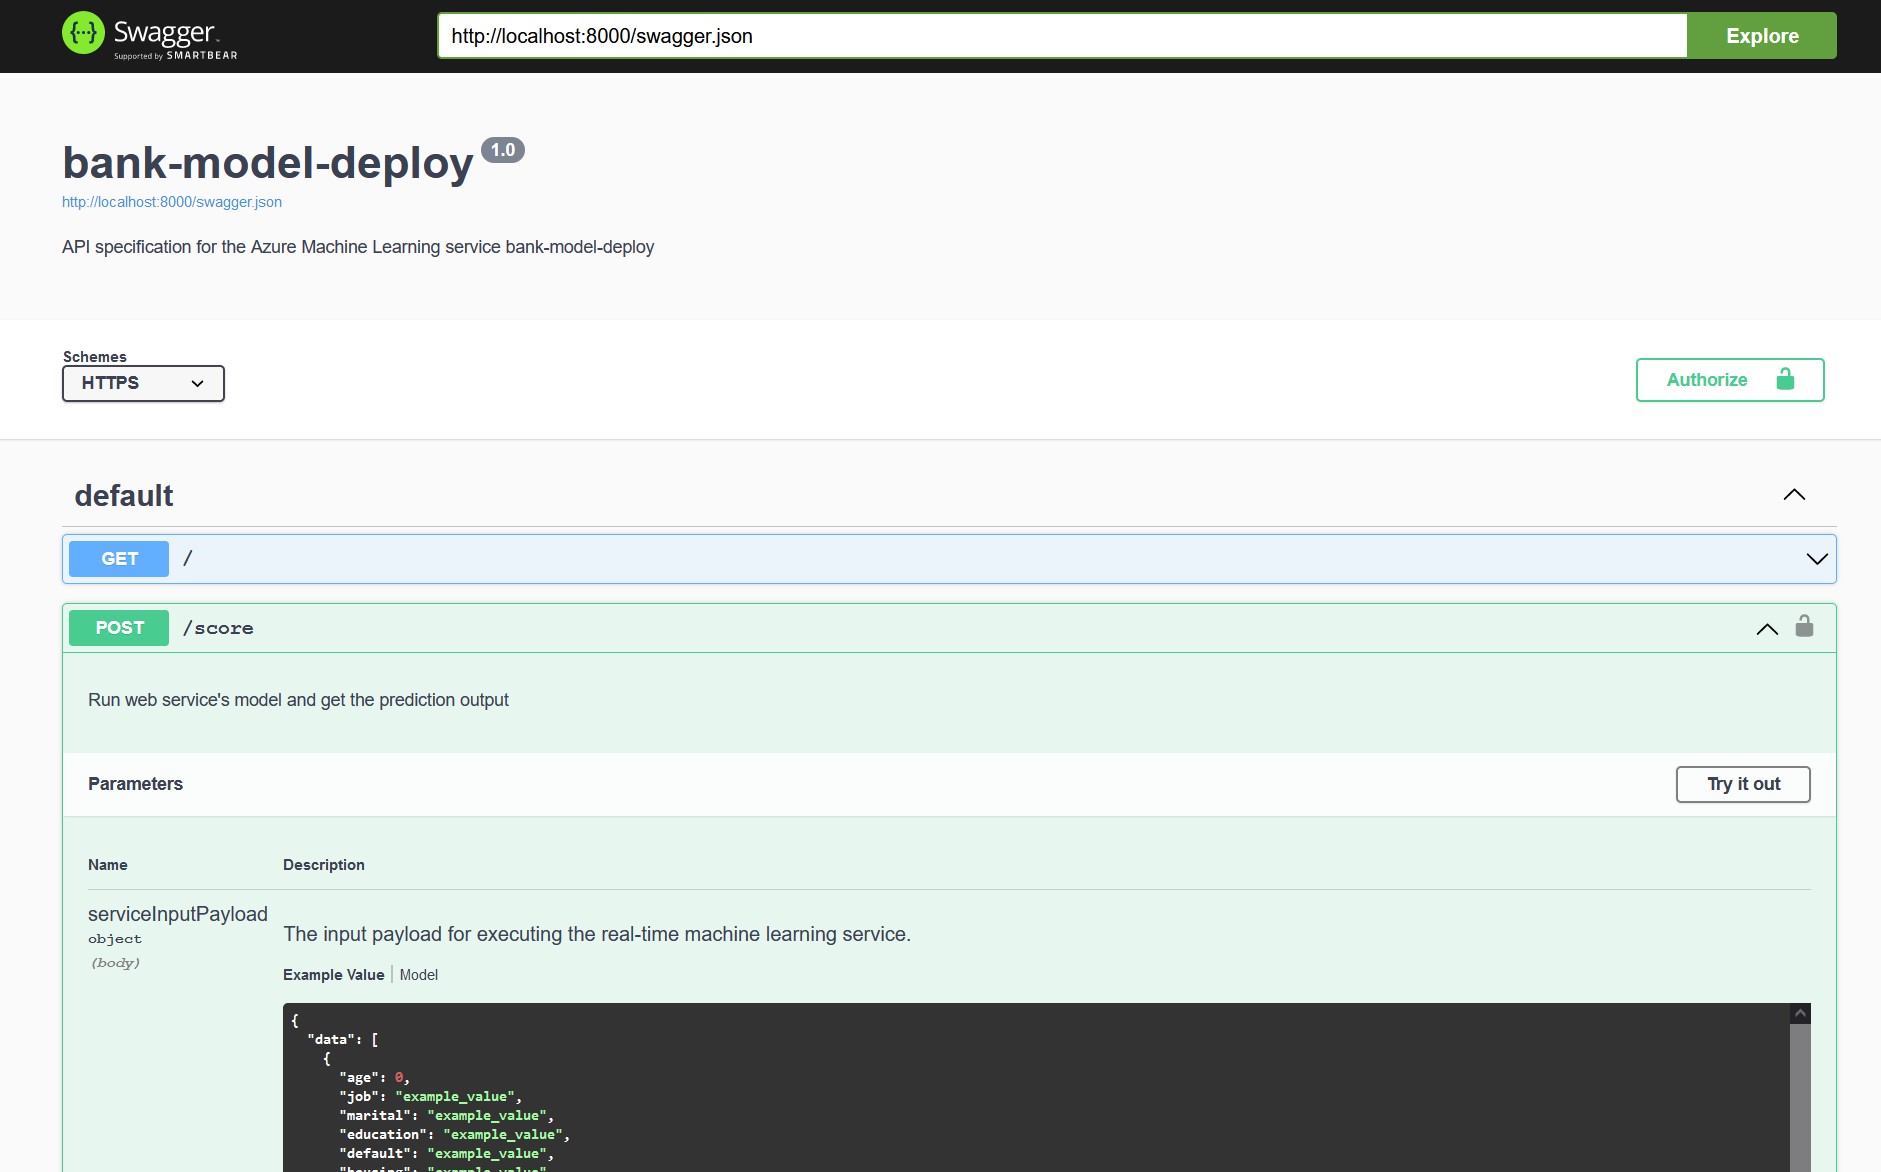 Swagger
Supported by SMARTBEAR
http://localhost:8000/swagger.json
Explore
bank-model-deploy 1.0
http://localhost:8000/swagger.json
API specification for the Azure Machine Learning service bank-model-deploy
Schemes
HTTPS
Authorize
default
GET /
POST /score
Run web service's model and get the prediction output
Parameters
Try it out
Name Description
serviceInputPayload
object
(body)
The input payload for executing the real-time machine learning service.
Example Value | Model
{
"data": [
{
"age": 0,
"job": "example_value",
"marital": "example_value",
"education": "example_value",
"default": "example_value",
"housing": "example_value",